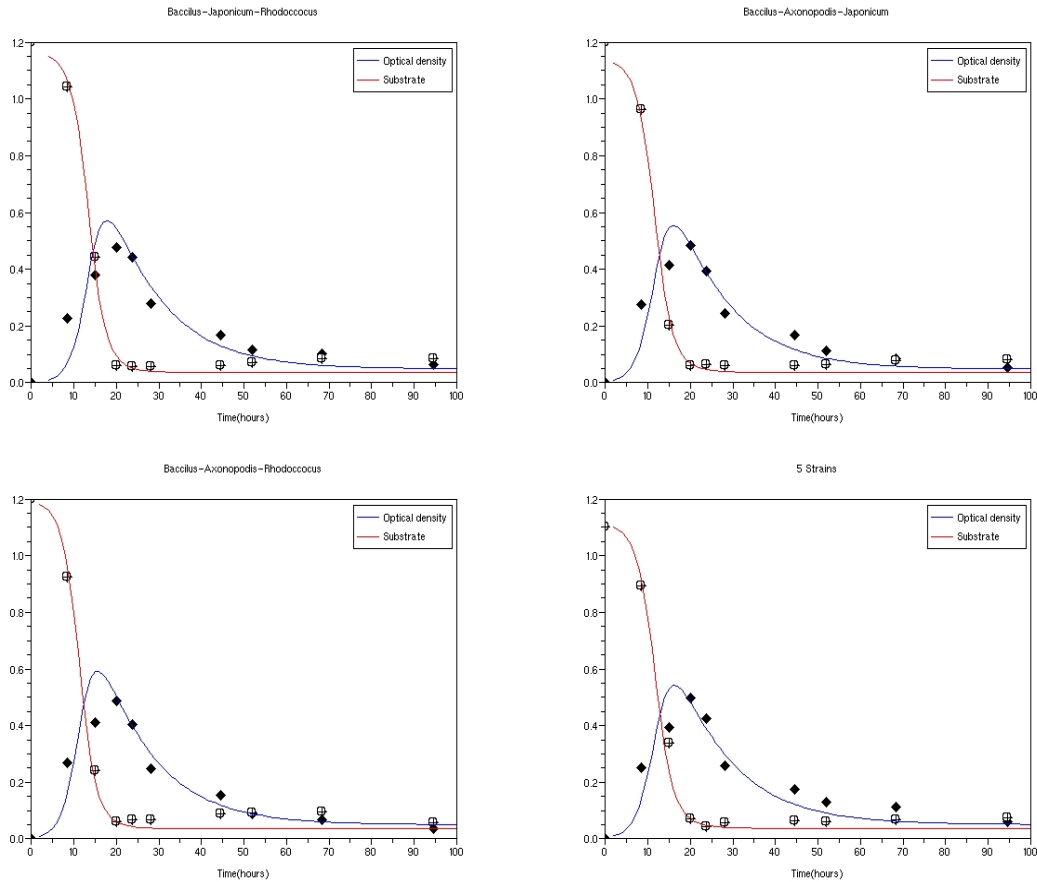 Baccilus-Japonicum-Rhodoccocus
1.2
1.0
0.8
0.6
0.4
0.2
0.0
0 10 20 30 40 50 60 70 80 90 100
Time(hours)
Optical density
Substrate
Baccilus-Axonopodis-Japonicum
1.2
1.0
0.8
0.6
0.4
0.2
0.0
0 10 20 30 40 50 60 70 80 90 100
Time(hours)
Optical density
Substrate
Baccilus-Axonopodis-Rhodoccocus
1.2
1.0
0.8
0.6
0.4
0.2
0.0
0 10 20 30 40 50 60 70 80 90 100
Time(hours)
Optical density
Substrate
5 Strains
1.2
1.0
0.8
0.6
0.4
0.2
0.0
0 10 20 30 40 50 60 70 80 90 100
Time(hours)
Optical density
Substrate